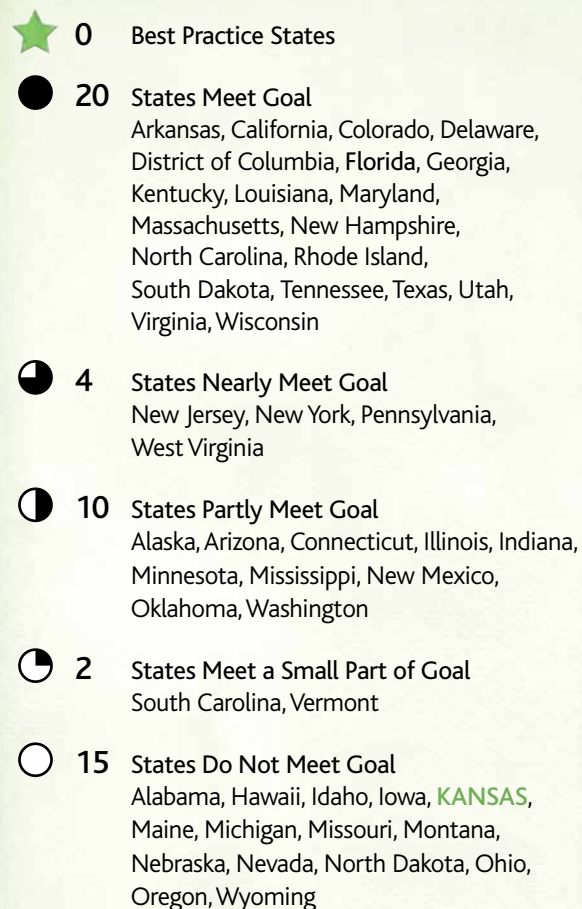 0 Best Practice States
20 States Meet Goal
Arkansas, California, Colorado, Delaware,
District of Columbia, Florida, Georgia,
Kentucky, Louisiana, Maryland,
Massachusetts, New Hampshire,
North Carolina, Rhode Island,
South Dakota, Tennessee, Texas, Utah,
Virginia, Wisconsin
4 States Nearly Meet Goal
New Jersey, New York, Pennsylvania,
West Virginia
10 States Partly Meet Goal
Alaska, Arizona, Connecticut, Illinois, Indiana,
Minnesota, Mississippi, New Mexico,
Oklahoma, Washington
2 States Meet a Small Part of Goal
South Carolina, Vermont
15 States Do Not Meet Goal
Alabama, Hawaii, Idaho, Iowa, KANSAS,
Maine, Michigan, Missouri, Montana,
Nebraska, Nevada, North Dakota, Ohio,
Oregon, Wyoming